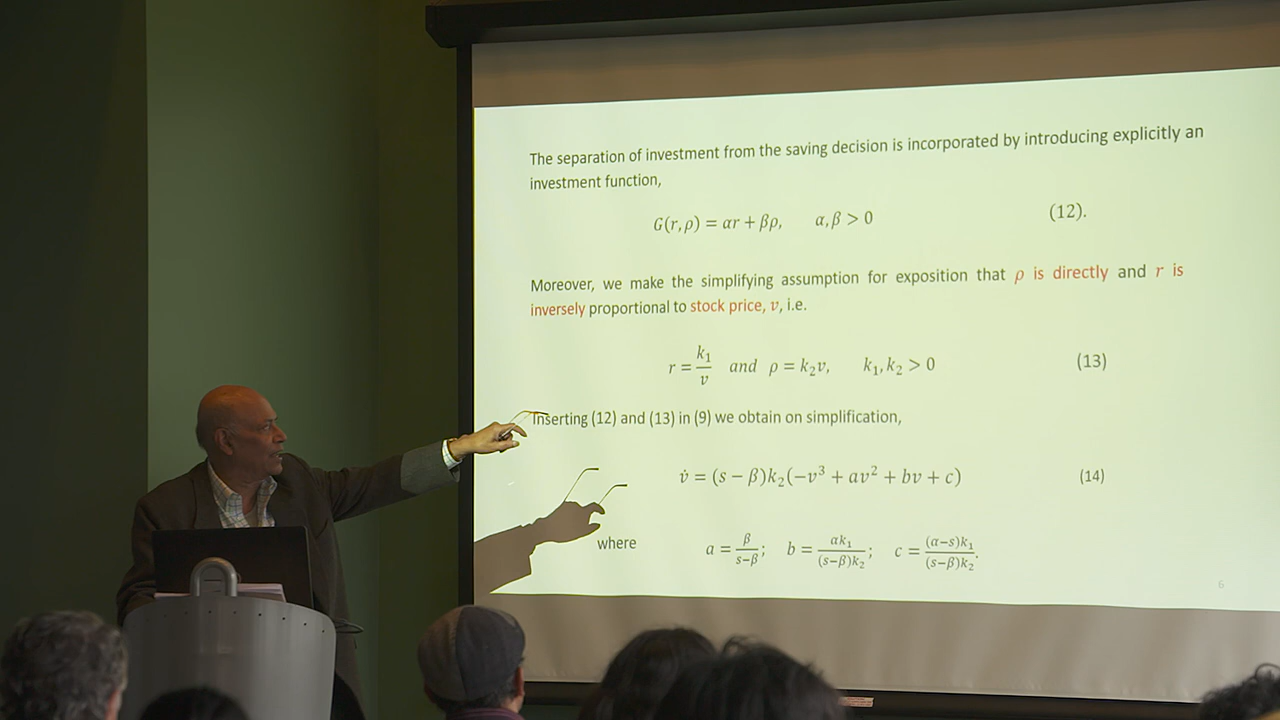 The separation of investment from the saving decision is incorporated by introducing explicitly an
investment function,
G(r,ρ) = αr + βρ,   α,β > 0   (12).
Moreover, we make the simplifying assumption for exposition that ρ is directly and r is
inversely proportional to stock price, v, i.e.
r = k₁/v and ρ = k₂v,   k₁,k₂ > 0   (13)
Inserting (12) and (13) in (9) we obtain on simplification,
v̇ = (s − β)k₂(−v³ + av² + bv + c)   (14)
where   a = β/(s−β);   b = αk₁/((s−β)k₂);   c = (α−s)k₁/((s−β)k₂).
6